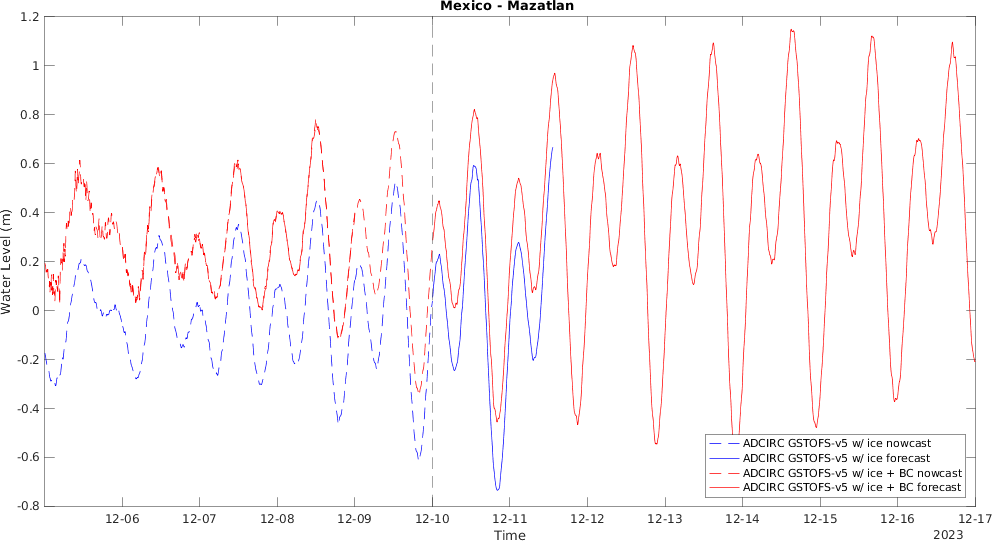 Mexico - Mazatlan
1.2
1
0.8
0.6
0.4
0.2
0
-0.2
-0.4
-0.6
-0.8
Water Level (m)
ADCIRC GSTOFS-v5 w/ ice nowcast
ADCIRC GSTOFS-v5 w/ ice forecast
ADCIRC GSTOFS-v5 w/ ice + BC nowcast
ADCIRC GSTOFS-v5 w/ ice + BC forecast
12-06 12-07 12-08 12-09 12-10 12-11 12-12 12-13 12-14 12-15 12-16 12-17
Time
2023